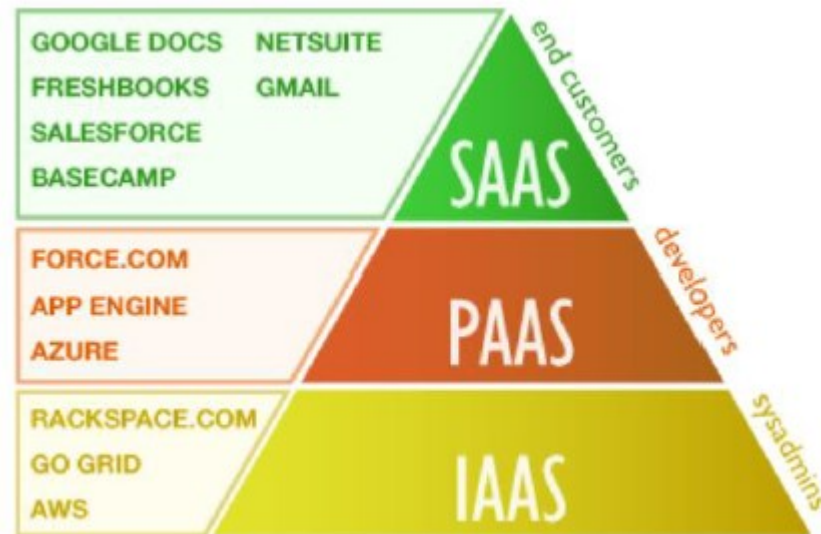 GOOGLE DOCS NETSUITE
FRESHBOOKS GMAIL
SALESFORCE
BASECAMP
SAAS
end customers
FORCE.COM
APP ENGINE
AZURE
PAAS
developers
RACKSPACE.COM
GO GRID
AWS
IAAS
sysadmins